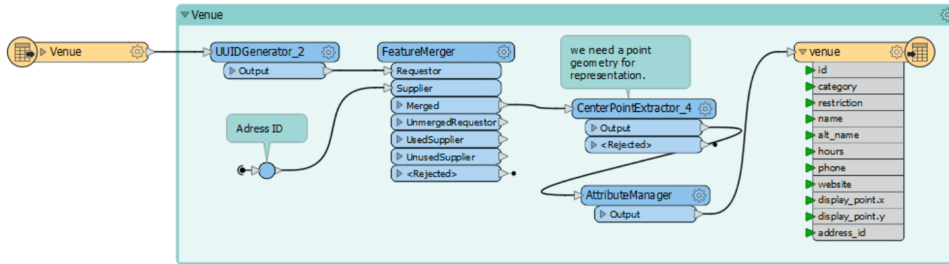 Venue
Venue
UUIDGenerator_2
Output
FeatureMerger
Requestor
Supplier
Merged
UnmergedRequestor
UsedSupplier
UnusedSupplier
<Rejected>
Adress ID
we need a point
geometry for
representation.
CenterPointExtractor_4
Output
<Rejected>
AttributeManager
Output
venue
id
category
restriction
name
alt_name
hours
phone
website
display_point.x
display_point.y
address_id